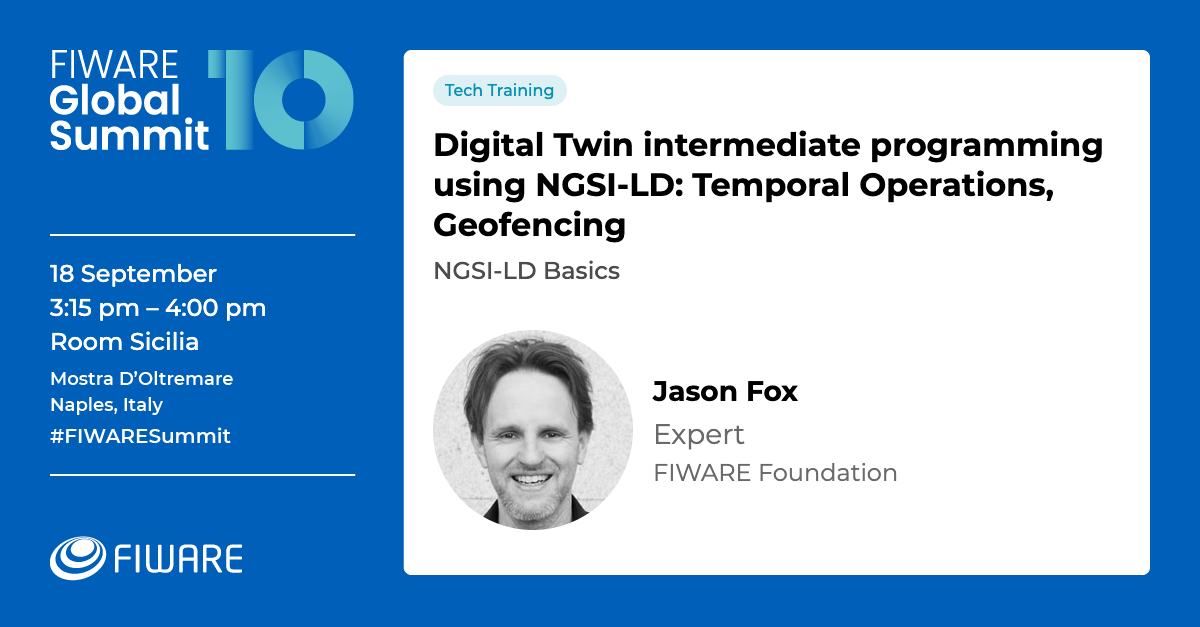 FIWARE
Global
Summit
10
18 September
3:15 pm – 4:00 pm
Room Sicilia
Mostra D’Oltremare
Naples, Italy
#FIWARESummit
FIWARE
Tech Training
Digital Twin intermediate programming
using NGSI-LD: Temporal Operations,
Geofencing
NGSI-LD Basics
Jason Fox
Expert
FIWARE Foundation